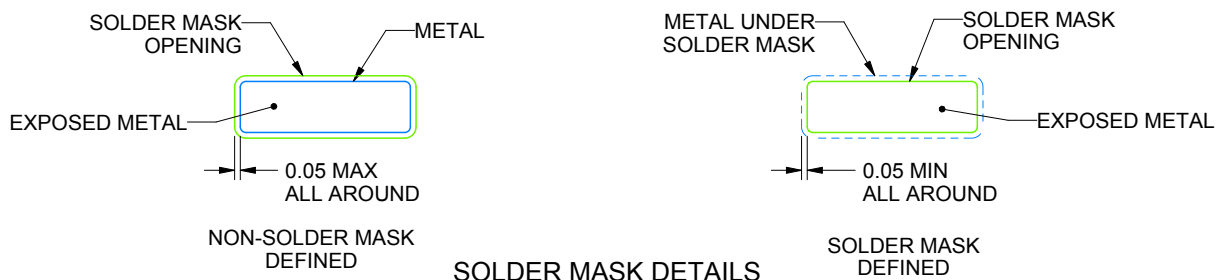 SOLDER MASK
OPENING
METAL
EXPOSED METAL
0.05 MAX
ALL AROUND
NON-SOLDER MASK
DEFINED
METAL UNDER
SOLDER MASK
SOLDER MASK
OPENING
EXPOSED METAL
0.05 MIN
ALL AROUND
SOLDER MASK
DEFINED
SOLDER MASK DETAILS